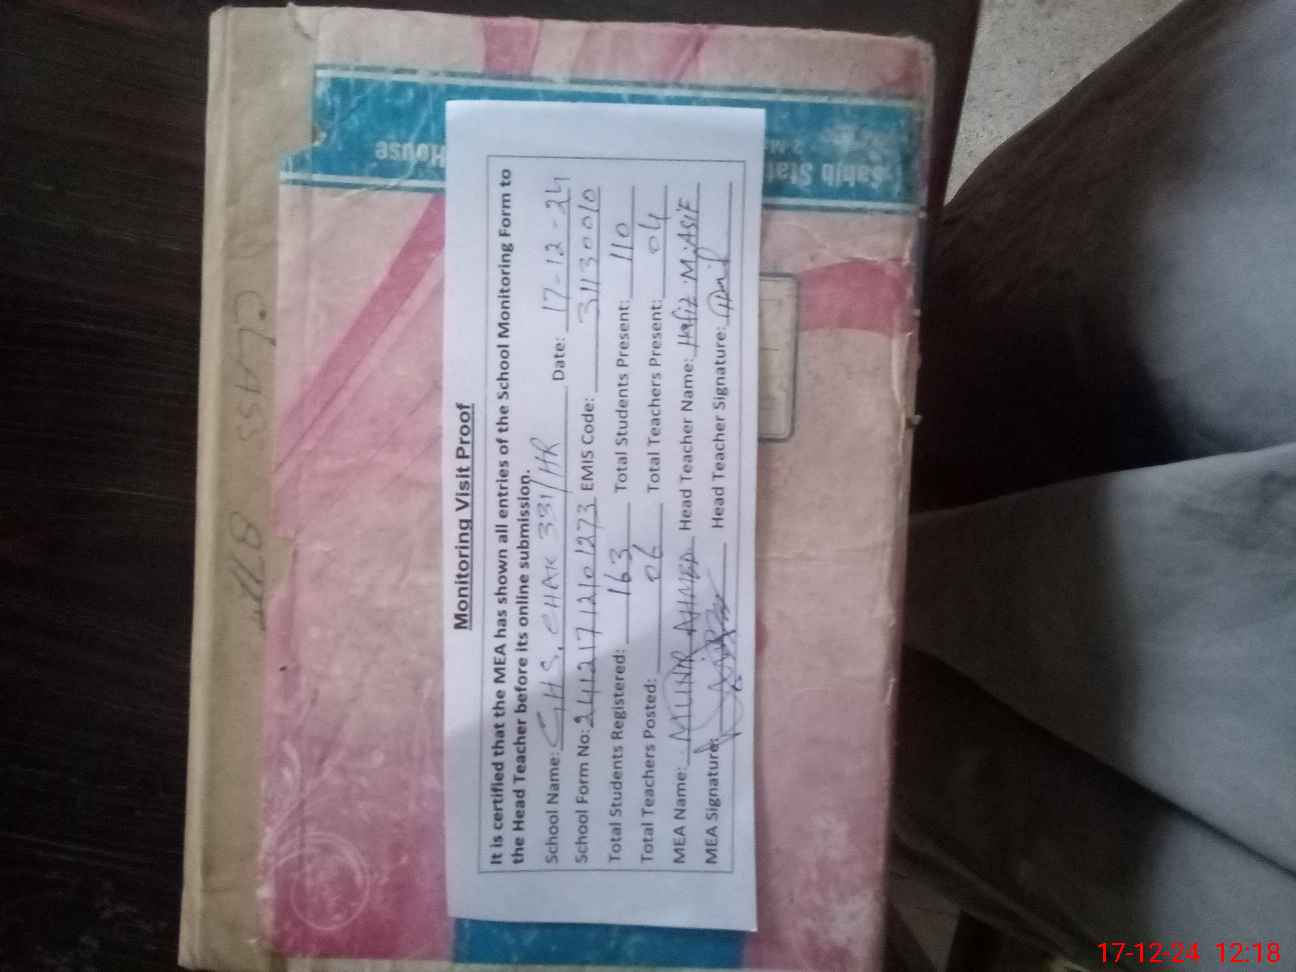 Monitoring Visit Proof
It is certified that the MEA has shown all entries of the School Monitoring Form to
the Head Teacher before its online submission.
School Name: GHS, CHAK 331/HR Date: 17-12-24
School Form No: 24121712101273 EMIS Code: 31130010
Total Students Registered: 163 Total Students Present: 110
Total Teachers Posted: 06 Total Teachers Present: 04
MEA Name: MUNIR AHMED Head Teacher Name: Hafiz M. ASIF
MEA Signature: Head Teacher Signature:
CLASS 8th
House
17-12-24 12:18